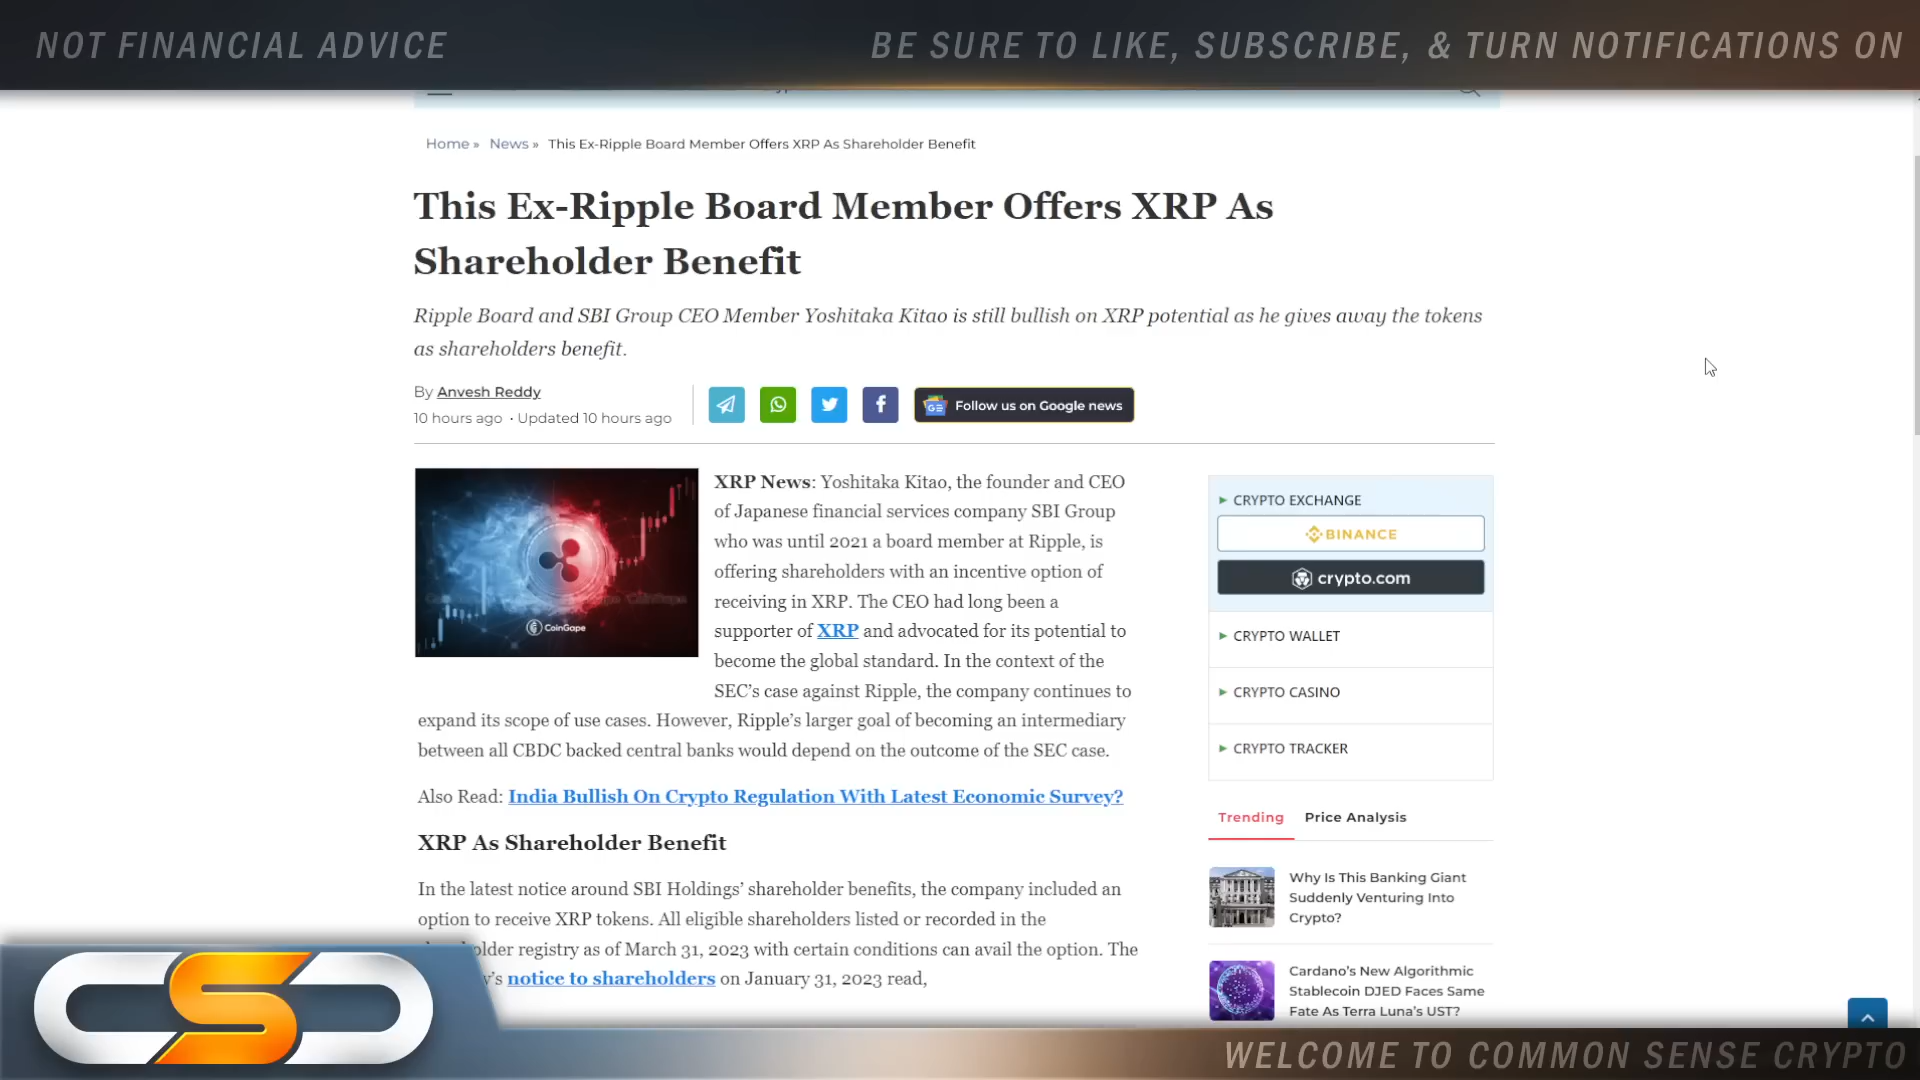 NOT FINANCIAL ADVICE
BE SURE TO LIKE, SUBSCRIBE, & TURN NOTIFICATIONS ON
Home » News » This Ex-Ripple Board Member Offers XRP As Shareholder Benefit
This Ex-Ripple Board Member Offers XRP As
Shareholder Benefit
Ripple Board and SBI Group CEO Member Yoshitaka Kitao is still bullish on XRP potential as he gives away the tokens
as shareholders benefit.
By Anvesh Reddy
10 hours ago • Updated 10 hours ago
Follow us on Google news
CoinGape
XRP News: Yoshitaka Kitao, the founder and CEO
of Japanese financial services company SBI Group
who was until 2021 a board member at Ripple, is
offering shareholders with an incentive option of
receiving in XRP. The CEO had long been a
supporter of XRP and advocated for its potential to
become the global standard. In the context of the
SEC's case against Ripple, the company continues to
expand its scope of use cases. However, Ripple's larger goal of becoming an intermediary
between all CBDC backed central banks would depend on the outcome of the SEC case.
Also Read: India Bullish On Crypto Regulation With Latest Economic Survey?
XRP As Shareholder Benefit
In the latest notice around SBI Holdings' shareholder benefits, the company included an
option to receive XRP tokens. All eligible shareholders listed or recorded in the
older registry as of March 31, 2023 with certain conditions can avail the option. The
y's notice to shareholders on January 31, 2023 read,
CRYPTO EXCHANGE
BINANCE
crypto.com
CRYPTO WALLET
CRYPTO CASINO
CRYPTO TRACKER
Trending Price Analysis
Why Is This Banking Giant
Suddenly Venturing Into
Crypto?
Cardano's New Algorithmic
Stablecoin DJED Faces Same
Fate As Terra Luna's UST?
CSC
WELCOME TO COMMON SENSE CRYPTO